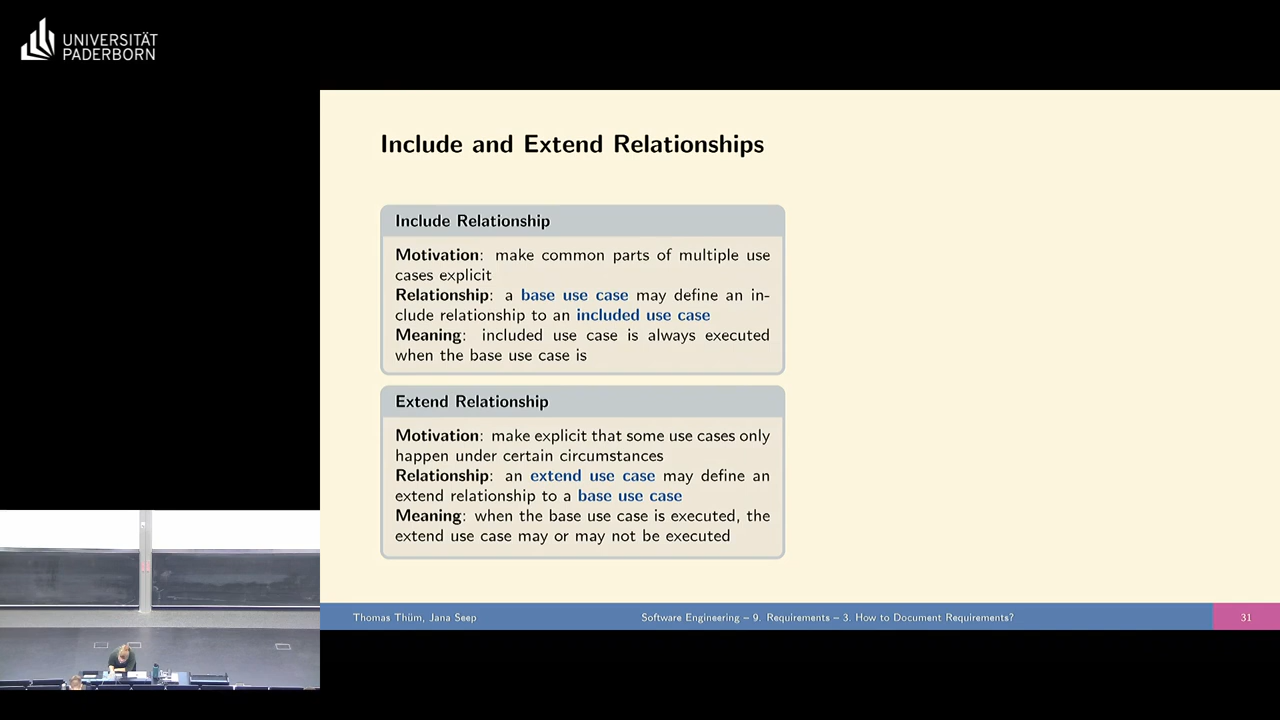 UNIVERSITÄT
PADERBORN
Include and Extend Relationships
Include Relationship
Motivation: make common parts of multiple use
cases explicit
Relationship: a base use case may define an in-
clude relationship to an included use case
Meaning: included use case is always executed
when the base use case is
Extend Relationship
Motivation: make explicit that some use cases only
happen under certain circumstances
Relationship: an extend use case may define an
extend relationship to a base use case
Meaning: when the base use case is executed, the
extend use case may or may not be executed
Thomas Thüm, Jana Seep
Software Engineering – 9. Requirements – 3. How to Document Requirements?
31